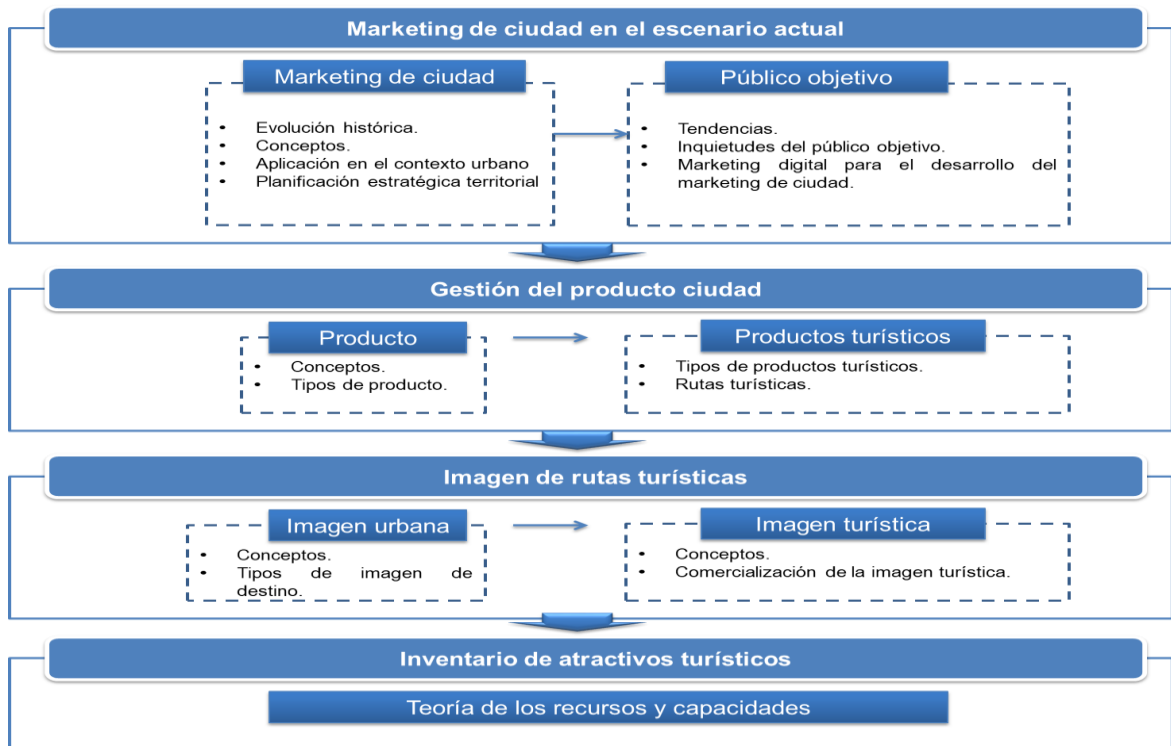 Marketing de ciudad en el escenario actual
Marketing de ciudad
• Evolución histórica.
• Conceptos.
• Aplicación en el contexto urbano
• Planificación estratégica territorial
Público objetivo
• Tendencias.
• Inquietudes del público objetivo.
• Marketing digital para el desarrollo del
marketing de ciudad.
Gestión del producto ciudad
Producto
• Conceptos.
• Tipos de producto.
Productos turísticos
• Tipos de productos turísticos.
• Rutas turísticas.
Imagen de rutas turísticas
Imagen urbana
• Conceptos.
• Tipos de imagen de
destino.
Imagen turística
• Conceptos.
• Comercialización de la imagen turística.
Inventario de atractivos turísticos
Teoría de los recursos y capacidades